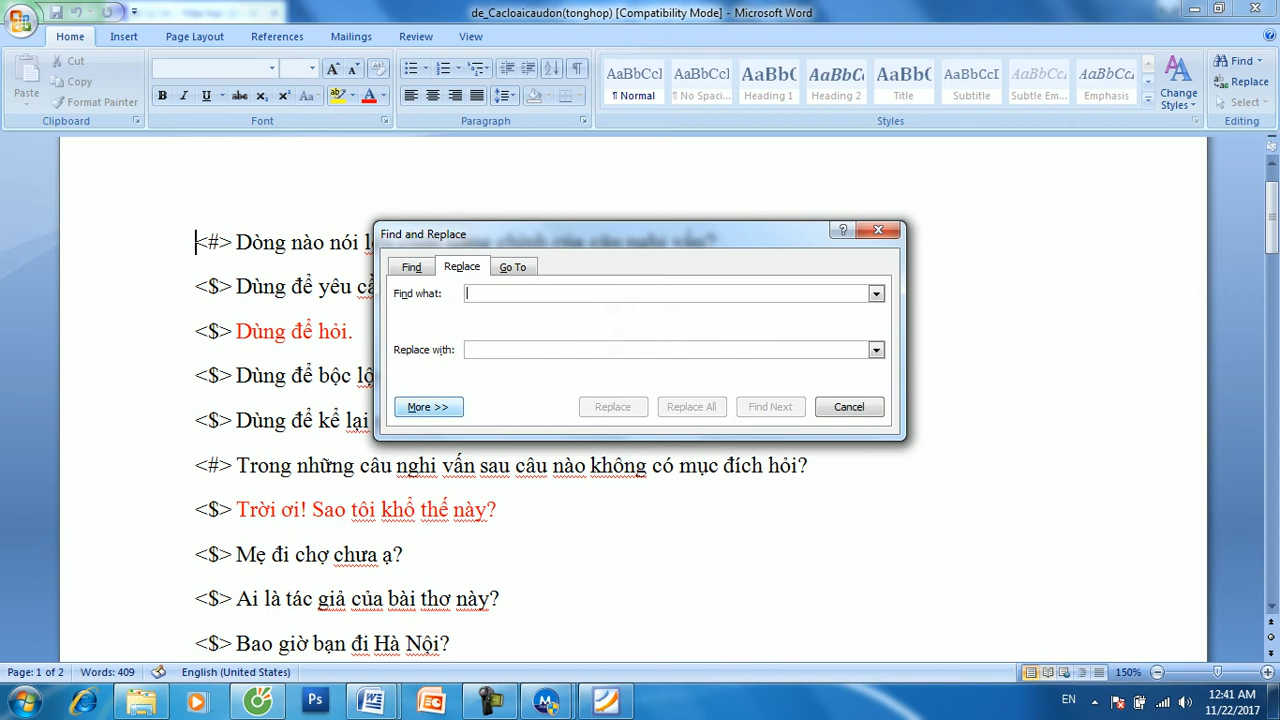 de_Cacloaicaudon(tonghop) [Compatibility Mode] - Microsoft Word
Home Insert Page Layout References Mailings Review View
Paste Cut Copy Format Painter
Clipboard
B I U abc X₂ X² Aa A
Font
Paragraph
AaBbCcI ¶ Normal
AaBbCcI ¶ No Spaci...
AaBbC Heading 1
AaBbC Heading 2
AaBbC Title
AaBbCcI Subtitle
AaBbCcI Subtle Em...
AaBbCcI Emphasis
Change Styles
Styles
Find
Replace
Select
Editing
<#> Dòng nào nói
<$> Dùng để yêu
<$> Dùng để hỏi.
<$> Dùng để bộc
<$> Dùng để kể lại
Find and Replace
Find Replace Go To
Find what:
Replace with:
More >> Replace Replace All Find Next Cancel
<#> Trong những câu nghi vấn sau câu nào không có mục đích hỏi?
<$> Trời ơi! Sao tôi khổ thế này?
<$> Mẹ đi chợ chưa ạ?
<$> Ai là tác giả của bài thơ này?
<$> Bao giờ bạn đi Hà Nội?
Page: 1 of 2 Words: 409 English (United States) 150%
Ps EN 12:41 AM
11/22/2017